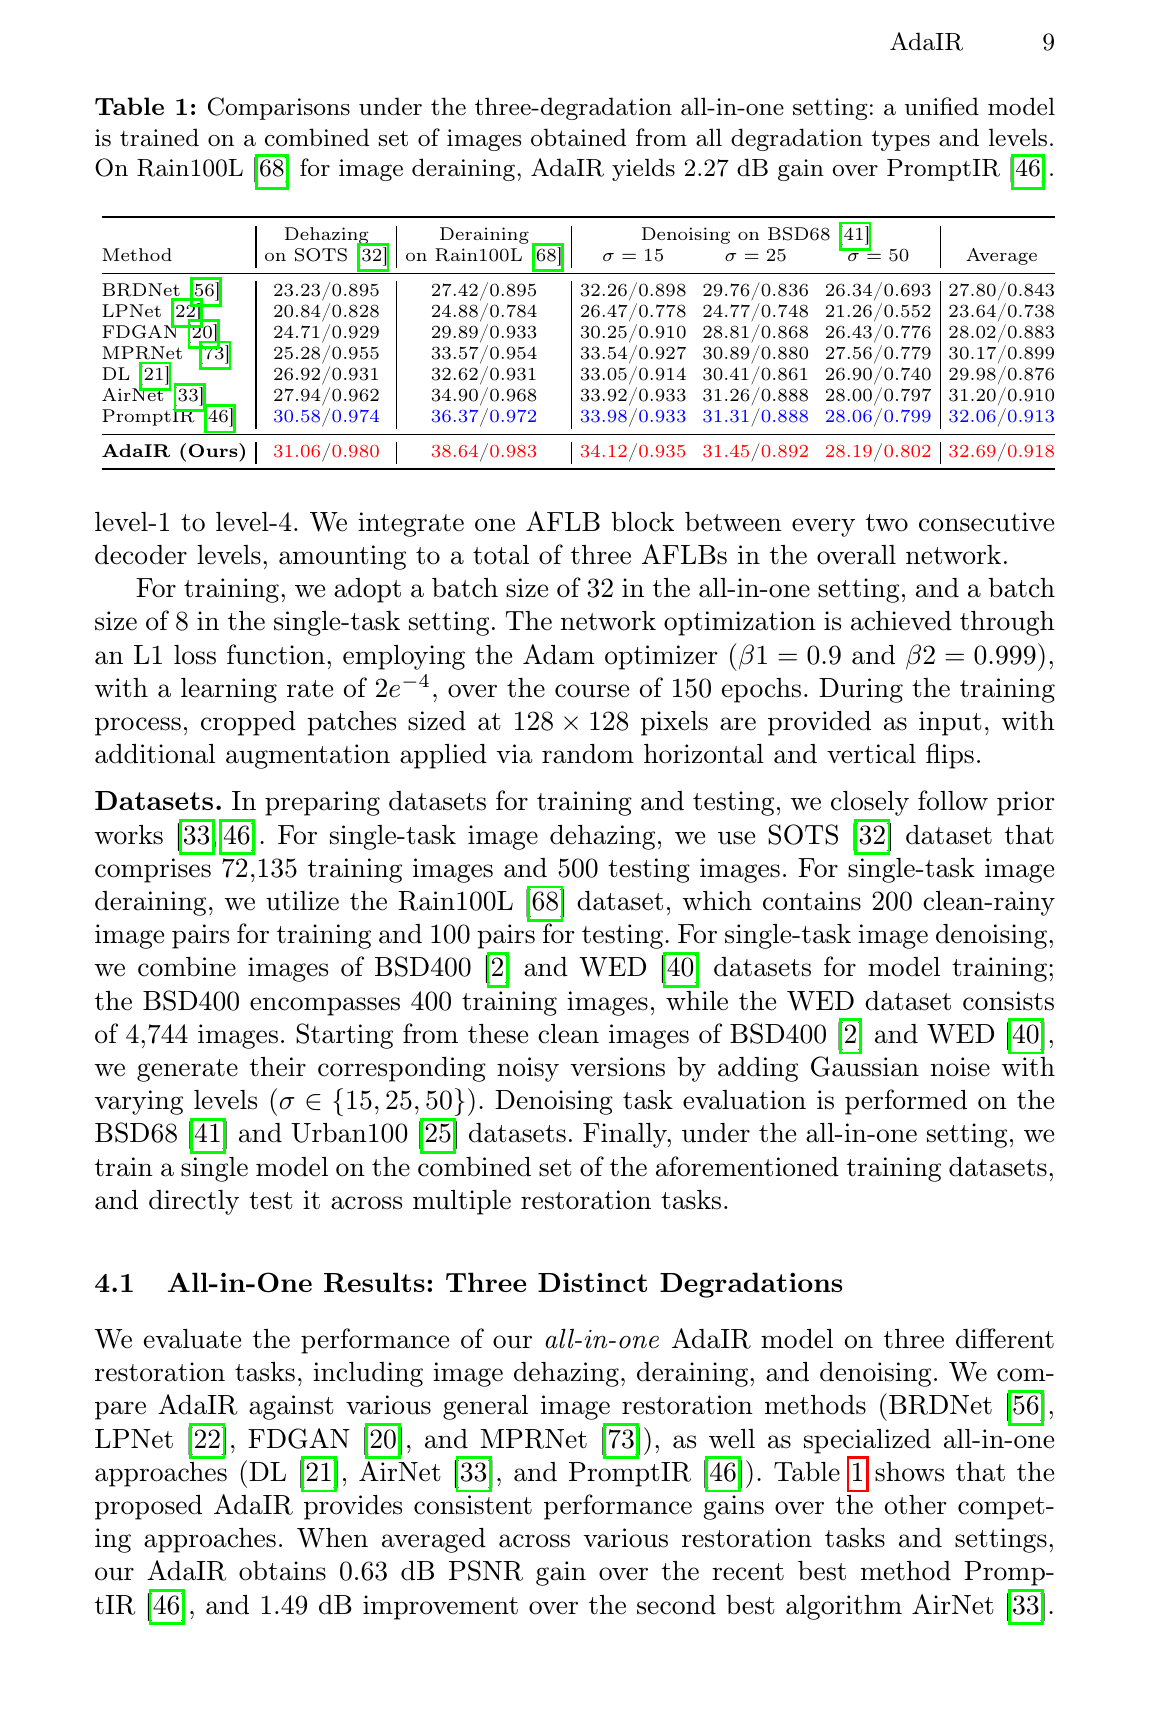 AdaIR 9
Table 1: Comparisons under the three-degradation all-in-one setting: a unified model
is trained on a combined set of images obtained from all degradation types and levels.
On Rain100L [68] for image deraining, AdaIR yields 2.27 dB gain over PromptIR [46].
Dehazing Deraining Denoising on BSD68 [41]
Method on SOTS [32] on Rain100L [68] σ = 15 σ = 25 σ = 50 Average
BRDNet [56] 23.23/0.895 27.42/0.895 32.26/0.898 29.76/0.836 26.34/0.693 27.80/0.843
LPNet [22] 20.84/0.828 24.88/0.784 26.47/0.778 24.77/0.748 21.26/0.552 23.64/0.738
FDGAN [20] 24.71/0.929 29.89/0.933 30.25/0.910 28.81/0.868 26.43/0.776 28.02/0.883
MPRNet [73] 25.28/0.955 33.57/0.954 33.54/0.927 30.89/0.880 27.56/0.779 30.17/0.899
DL [21] 26.92/0.931 32.62/0.931 33.05/0.914 30.41/0.861 26.90/0.740 29.98/0.876
AirNet [33] 27.94/0.962 34.90/0.968 33.92/0.933 31.26/0.888 28.00/0.797 31.20/0.910
PromptIR [46] 30.58/0.974 36.37/0.972 33.98/0.933 31.31/0.888 28.06/0.799 32.06/0.913
AdaIR (Ours) 31.06/0.980 38.64/0.983 34.12/0.935 31.45/0.892 28.19/0.802 32.69/0.918
level-1 to level-4. We integrate one AFLB block between every two consecutive
decoder levels, amounting to a total of three AFLBs in the overall network.
For training, we adopt a batch size of 32 in the all-in-one setting, and a batch
size of 8 in the single-task setting. The network optimization is achieved through
an L1 loss function, employing the Adam optimizer (β1 = 0.9 and β2 = 0.999),
with a learning rate of 2e⁻⁴, over the course of 150 epochs. During the training
process, cropped patches sized at 128 × 128 pixels are provided as input, with
additional augmentation applied via random horizontal and vertical flips.
Datasets. In preparing datasets for training and testing, we closely follow prior
works [33, 46]. For single-task image dehazing, we use SOTS [32] dataset that
comprises 72,135 training images and 500 testing images. For single-task image
deraining, we utilize the Rain100L [68] dataset, which contains 200 clean-rainy
image pairs for training and 100 pairs for testing. For single-task image denoising,
we combine images of BSD400 [2] and WED [40] datasets for model training;
the BSD400 encompasses 400 training images, while the WED dataset consists
of 4,744 images. Starting from these clean images of BSD400 [2] and WED [40],
we generate their corresponding noisy versions by adding Gaussian noise with
varying levels (σ ∈ {15, 25, 50}). Denoising task evaluation is performed on the
BSD68 [41] and Urban100 [25] datasets. Finally, under the all-in-one setting, we
train a single model on the combined set of the aforementioned training datasets,
and directly test it across multiple restoration tasks.
4.1 All-in-One Results: Three Distinct Degradations
We evaluate the performance of our all-in-one AdaIR model on three different
restoration tasks, including image dehazing, deraining, and denoising. We com-
pare AdaIR against various general image restoration methods (BRDNet [56],
LPNet [22], FDGAN [20], and MPRNet [73]), as well as specialized all-in-one
approaches (DL [21], AirNet [33], and PromptIR [46]). Table 1 shows that the
proposed AdaIR provides consistent performance gains over the other compet-
ing approaches. When averaged across various restoration tasks and settings,
our AdaIR obtains 0.63 dB PSNR gain over the recent best method Promp-
tIR [46], and 1.49 dB improvement over the second best algorithm AirNet [33].